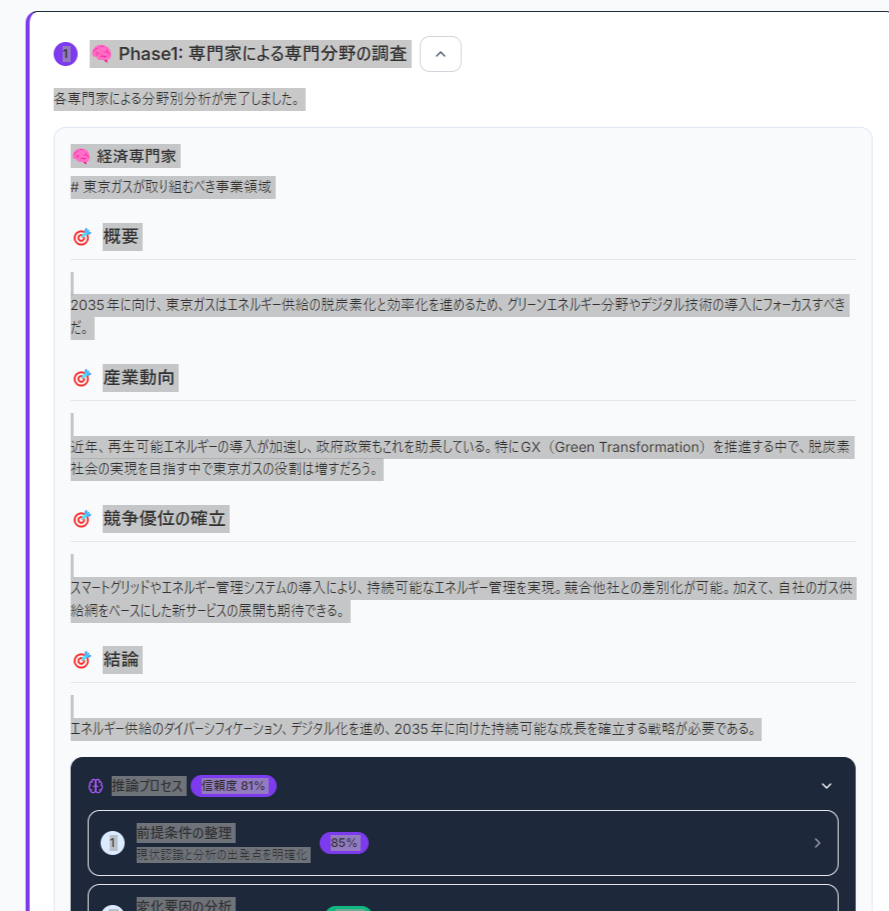 1 🧠 Phase1: 専門家による専門分野の調査
各専門家による分野別分析が完了しました。
🧠 経済専門家
# 東京ガスが取り組むべき事業領域
🎯 概要
2035年に向け、東京ガスはエネルギー供給の脱炭素化と効率化を進めるため、グリーンエネルギー分野やデジタル技術の導入にフォーカスすべき
だ。
🎯 産業動向
近年、再生可能エネルギーの導入が加速し、政府政策もこれを助長している。特にGX（Green Transformation）を推進する中で、脱炭素
社会の実現を目指す中で東京ガスの役割は増すだろう。
🎯 競争優位の確立
スマートグリッドやエネルギー管理システムの導入により、持続可能なエネルギー管理を実現。競合他社との差別化が可能。加えて、自社のガス供
給網をベースにした新サービスの展開も期待できる。
🎯 結論
エネルギー供給のダイバーシフィケーション、デジタル化を進め、2035年に向けた持続可能な成長を確立する戦略が必要である。
推論プロセス 信頼度 81%
1 前提条件の整理 85%
現状認識と分析の出発点を明確化
変化要因の分析